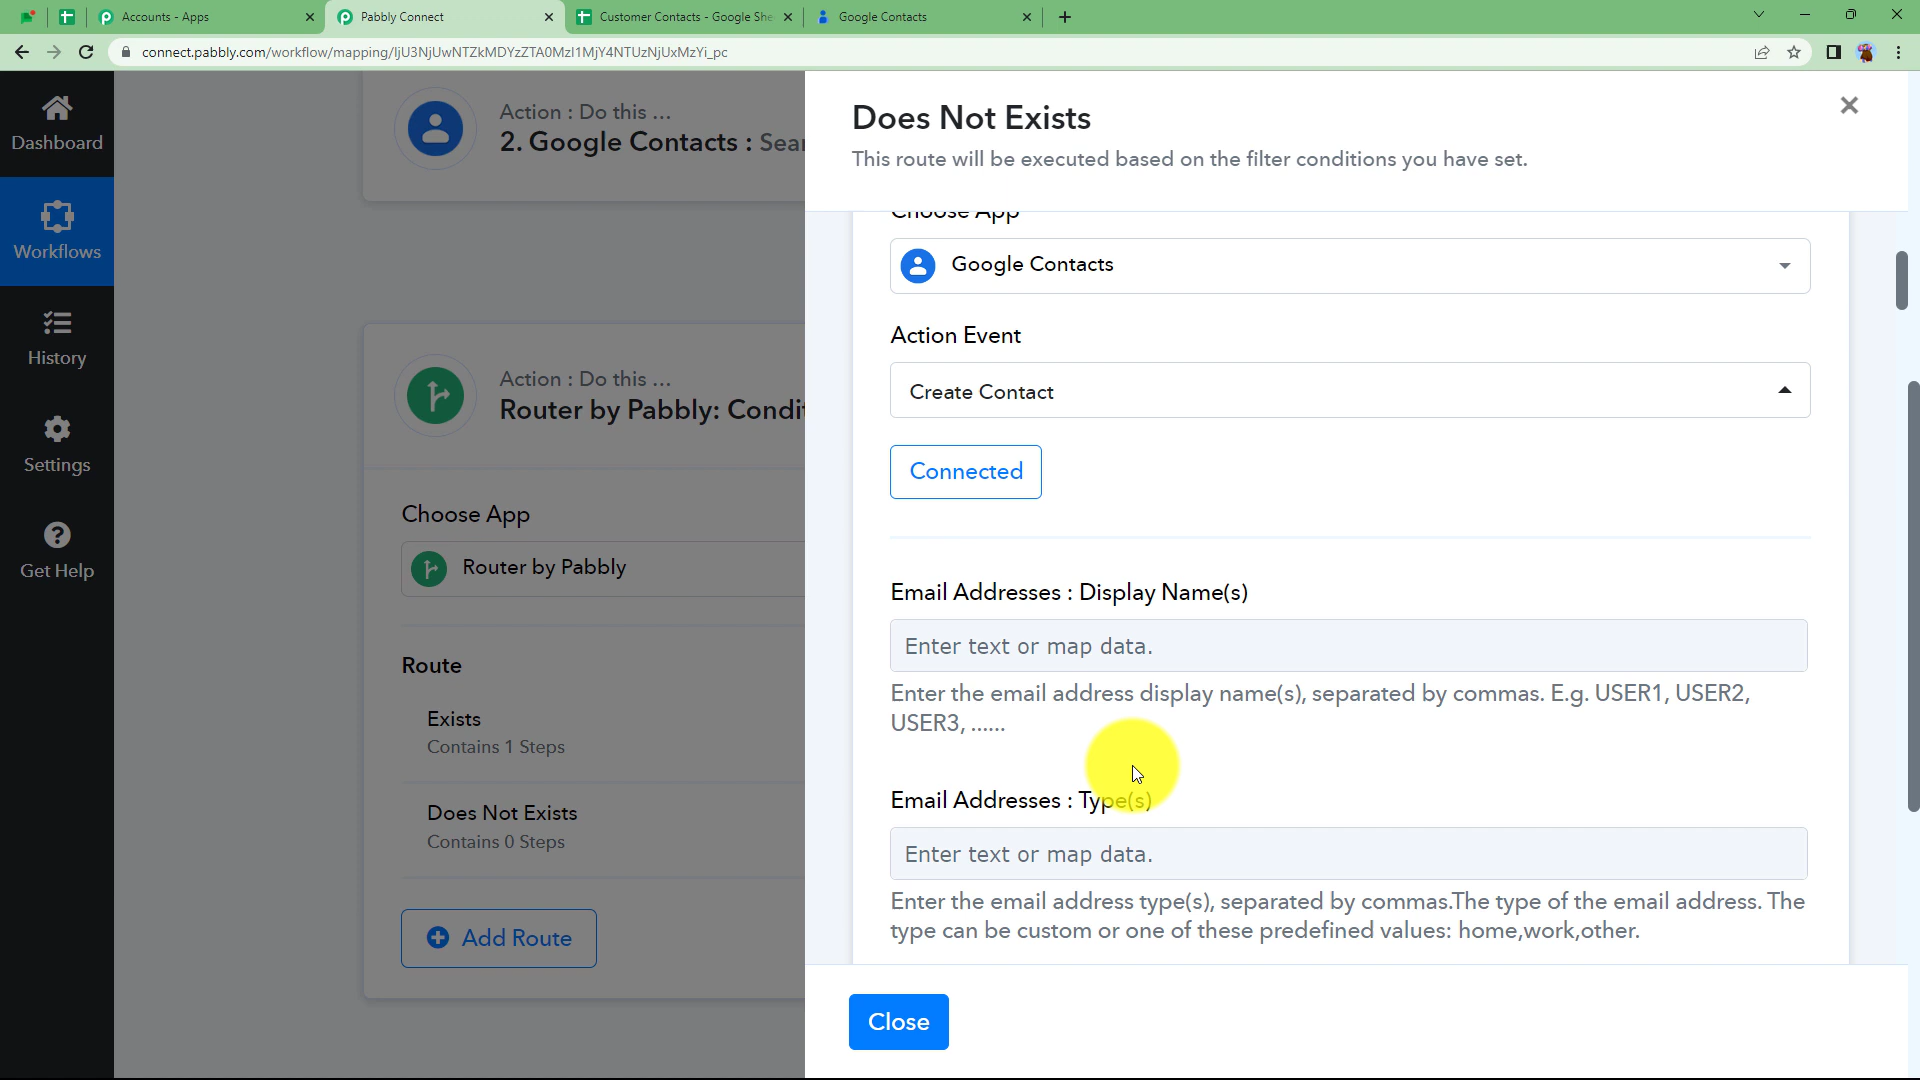 Accounts - Apps
Pabbly Connect
Customer Contacts - Google She
Google Contacts
connect.pabbly.com/workflow/mapping/IjU3NjUwNTZkMDYzZTA0MzI1MjY4NTUzNjUxMzYi_pc
Dashboard
Workflows
History
Settings
Get Help
Action : Do this ...
2. Google Contacts : Sear
Action : Do this ...
Router by Pabbly: Condit
Choose App
Router by Pabbly
Route
Exists
Contains 1 Steps
Does Not Exists
Contains 0 Steps
Add Route
Does Not Exists
This route will be executed based on the filter conditions you have set.
Choose App
Google Contacts
Action Event
Create Contact
Connected
Email Addresses : Display Name(s)
Enter text or map data.
Enter the email address display name(s), separated by commas. E.g. USER1, USER2,
USER3, ......
Email Addresses : Type(s)
Enter text or map data.
Enter the email address type(s), separated by commas.The type of the email address. The
type can be custom or one of these predefined values: home,work,other.
Close